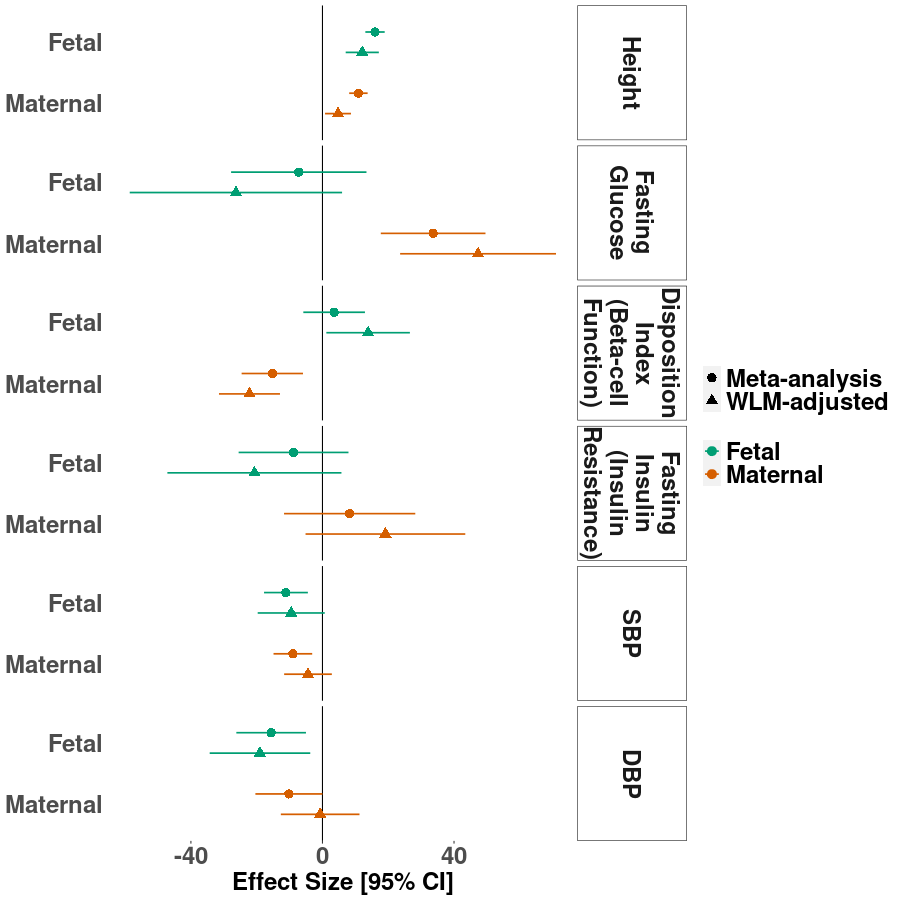 Fetal
Maternal
Height
Fetal
Maternal
Fasting
Glucose
Fetal
Maternal
Disposition
Index
(Beta-cell
Function)
Fetal
Maternal
Fasting
Insulin
(Insulin
Resistance)
Fetal
Maternal
SBP
Fetal
Maternal
DBP
-40 0 40
Effect Size [95% CI]
Meta-analysis
WLM-adjusted
Fetal
Maternal